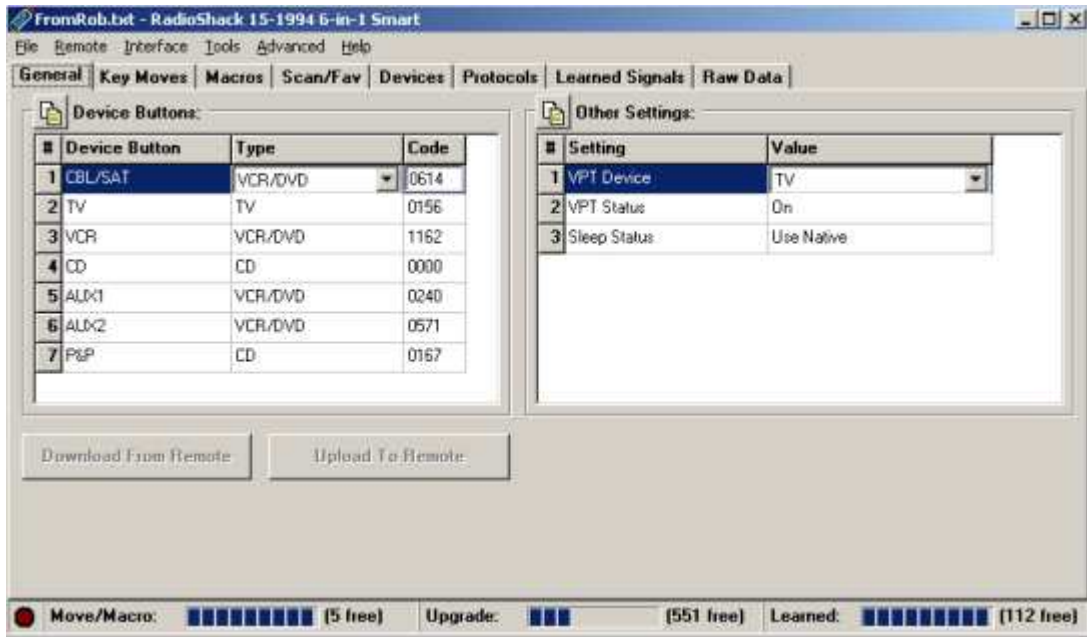 FromRob.txt - RadioShack 15-1994 6-in-1 Smart
File Remote Interface Tools Advanced Help
General Key Moves Macros Scan/Fav Devices Protocols Learned Signals Raw Data
Device Buttons:
# Device Button Type Code
1 CBL/SAT VCR/DVD 0614
2 TV TV 0156
3 VCR VCR/DVD 1162
4 CD CD 0000
5 AUX1 VCR/DVD 0240
6 AUX2 VCR/DVD 0571
7 P&P CD 0167
Other Settings:
# Setting Value
1 VPT Device TV
2 VPT Status On
3 Sleep Status Use Native
Download From Remote Upload To Remote
Move/Macro: (5 free) Upgrade: (551 free) Learned: (112 free)